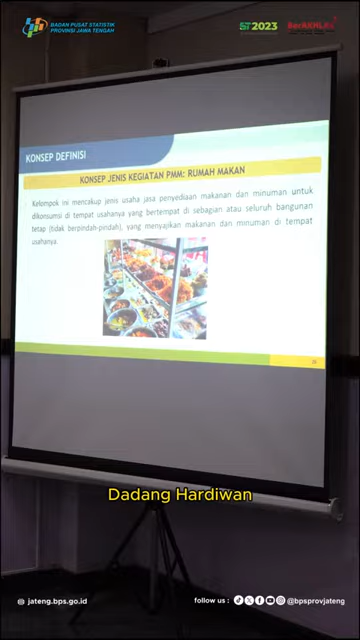 BADAN PUSAT STATISTIK
PROVINSI JAWA TENGAH
ST2023
BerAKHLAK
KONSEP DEFINISI
KONSEP JENIS KEGIATAN PMM: RUMAH MAKAN
Kelompok ini mencakup jenis usaha jasa penyediaan makanan dan minuman untuk
dikonsumsi di tempat usahanya yang bertempat di sebagian atau seluruh bangunan
tetap (tidak berpindah-pindah), yang menyajikan makanan dan minuman di tempat
usahanya.
Dadang Hardiwan
jateng.bps.go.id
follow us :
@bpsprovjateng